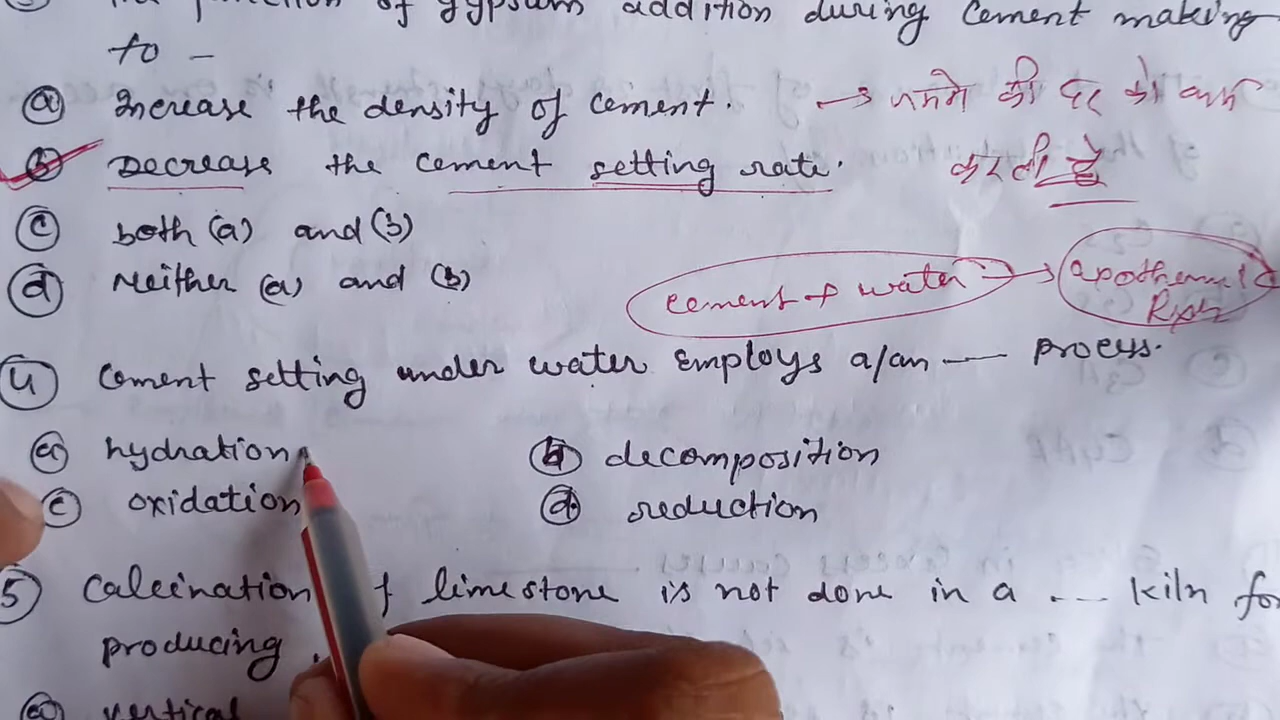 function of gypsum addition during cement making
to -
(a) Increase the density of cement. → जमने की दर को कम
(b) Decrease the cement setting rate. करती है
(c) both (a) and (b)
(d) Neither (a) and (b)
cement + water → Rxn
(4) Cement setting under water employs a/an — process.
(a) hydration (b) decomposition
(c) oxidation (d) reduction
5) Calcination of limestone is not done in a --- kiln for
producing.
(a) vertical